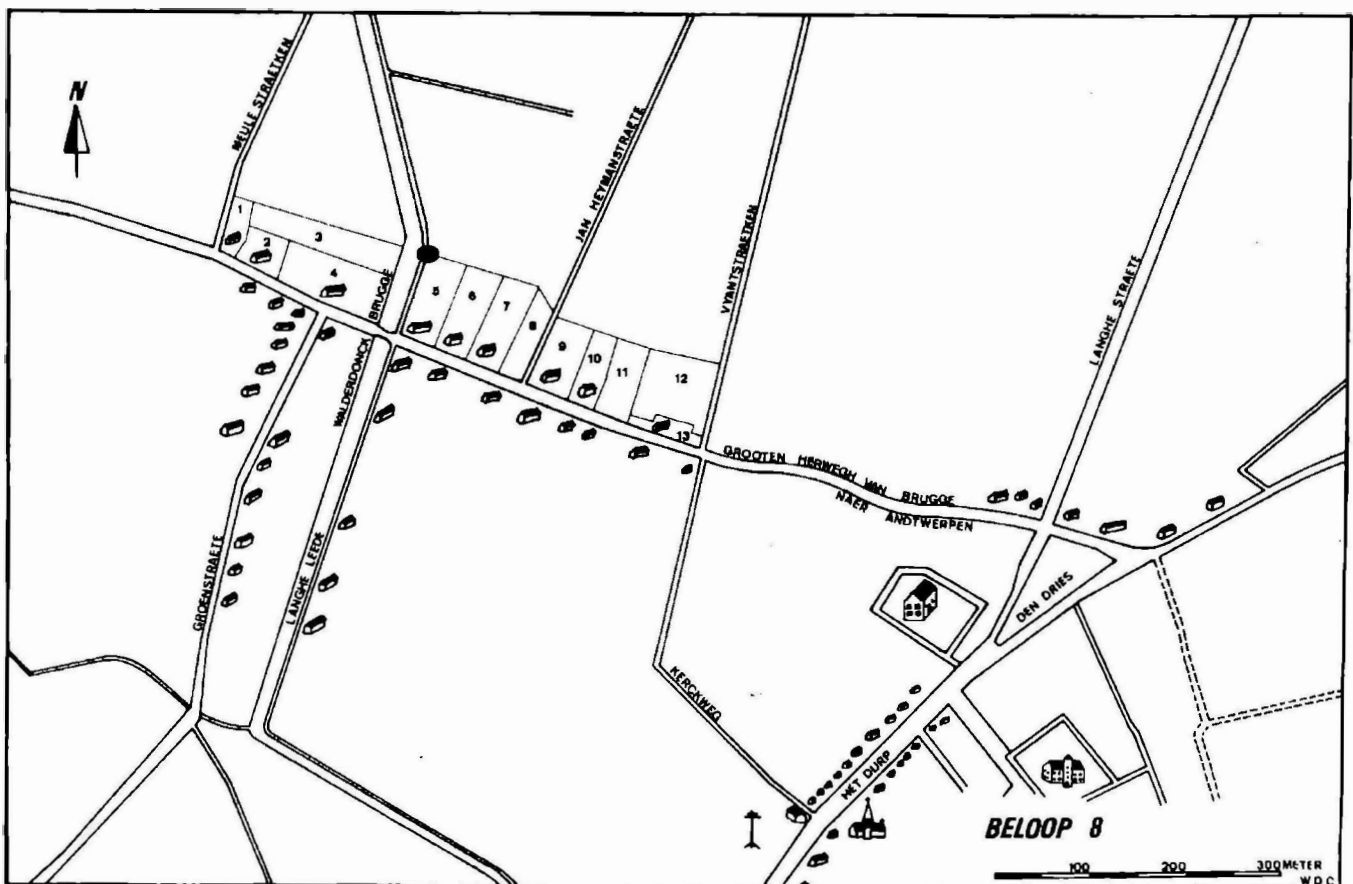 N
MEULE STRAETKEN
JAN HEYMANSTRAETE
VYANTSTRAETKEN
LANGHE STRAETE
1
2
3
4
BRUGGE
5
6
7
8
9
10
11
12
13
WALDERDONCK
GROOTEN HERWEGH VAN BRUGGE
NAER ANDTWERPEN
GROENSTRAETE
LANGHE LEEDE
DEN DRIES
KERCKWEG
MET DURP
BELOOP 8
100 200 300 METER
W.D.C.